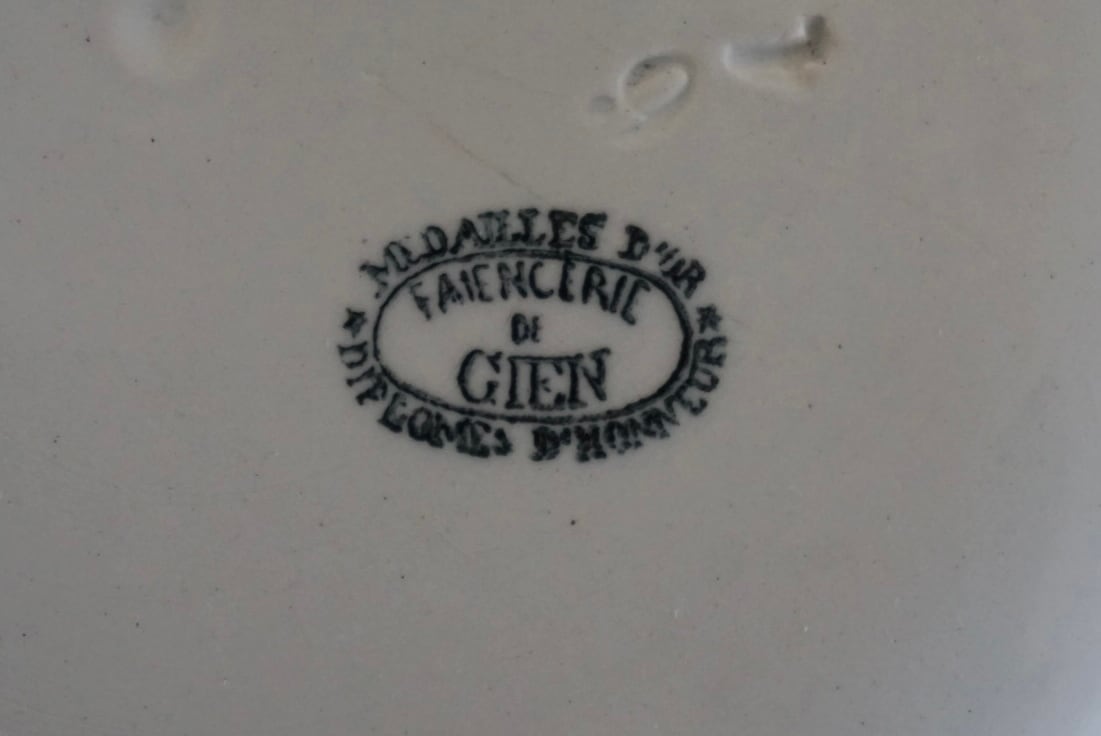 MEDAILLES D'OR
FAIENCERIE
DE
GIEN
DIPLOMES D'HONNEUR